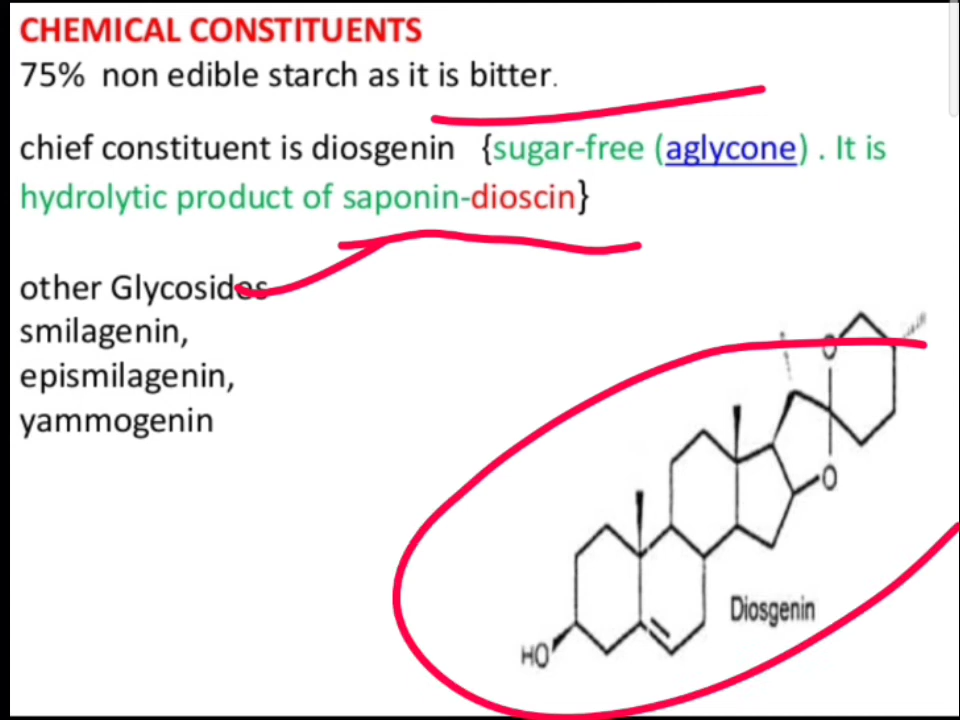 CHEMICAL CONSTITUENTS
75% non edible starch as it is bitter.
chief constituent is diosgenin {sugar-free (aglycone) . It is
hydrolytic product of saponin-dioscin}
other Glycosides
smilagenin,
epismilagenin,
yammogenin
O
O
Diosgenin
HO